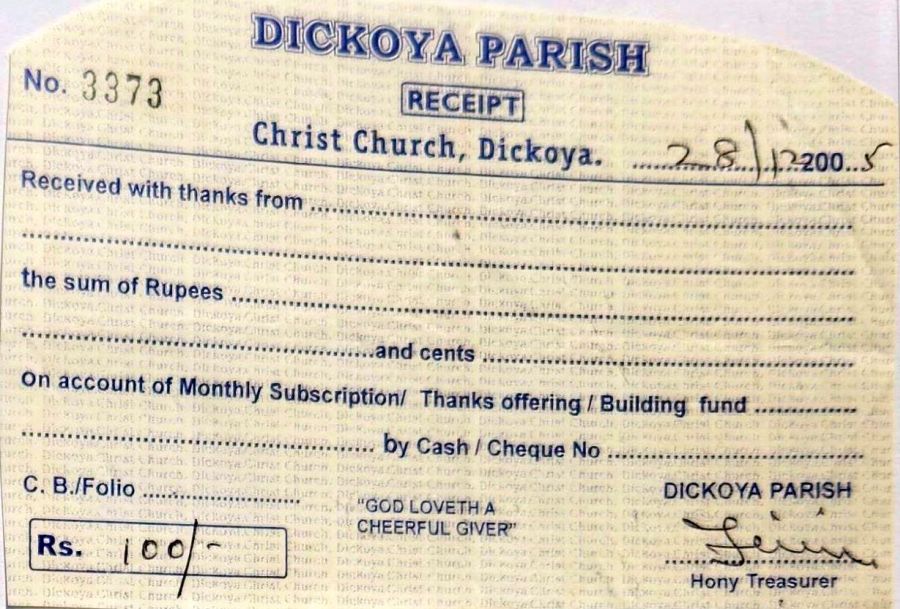 DICKOYA PARISH
No. 3373
RECEIPT
Christ Church, Dickoya. 28/12 2005
Received with thanks from
the sum of Rupees
and cents
On account of Monthly Subscription/ Thanks offering / Building fund
by Cash / Cheque No
C. B./Folio
"GOD LOVETH A
CHEERFUL GIVER"
DICKOYA PARISH
Rs. 100/-
Hony Treasurer